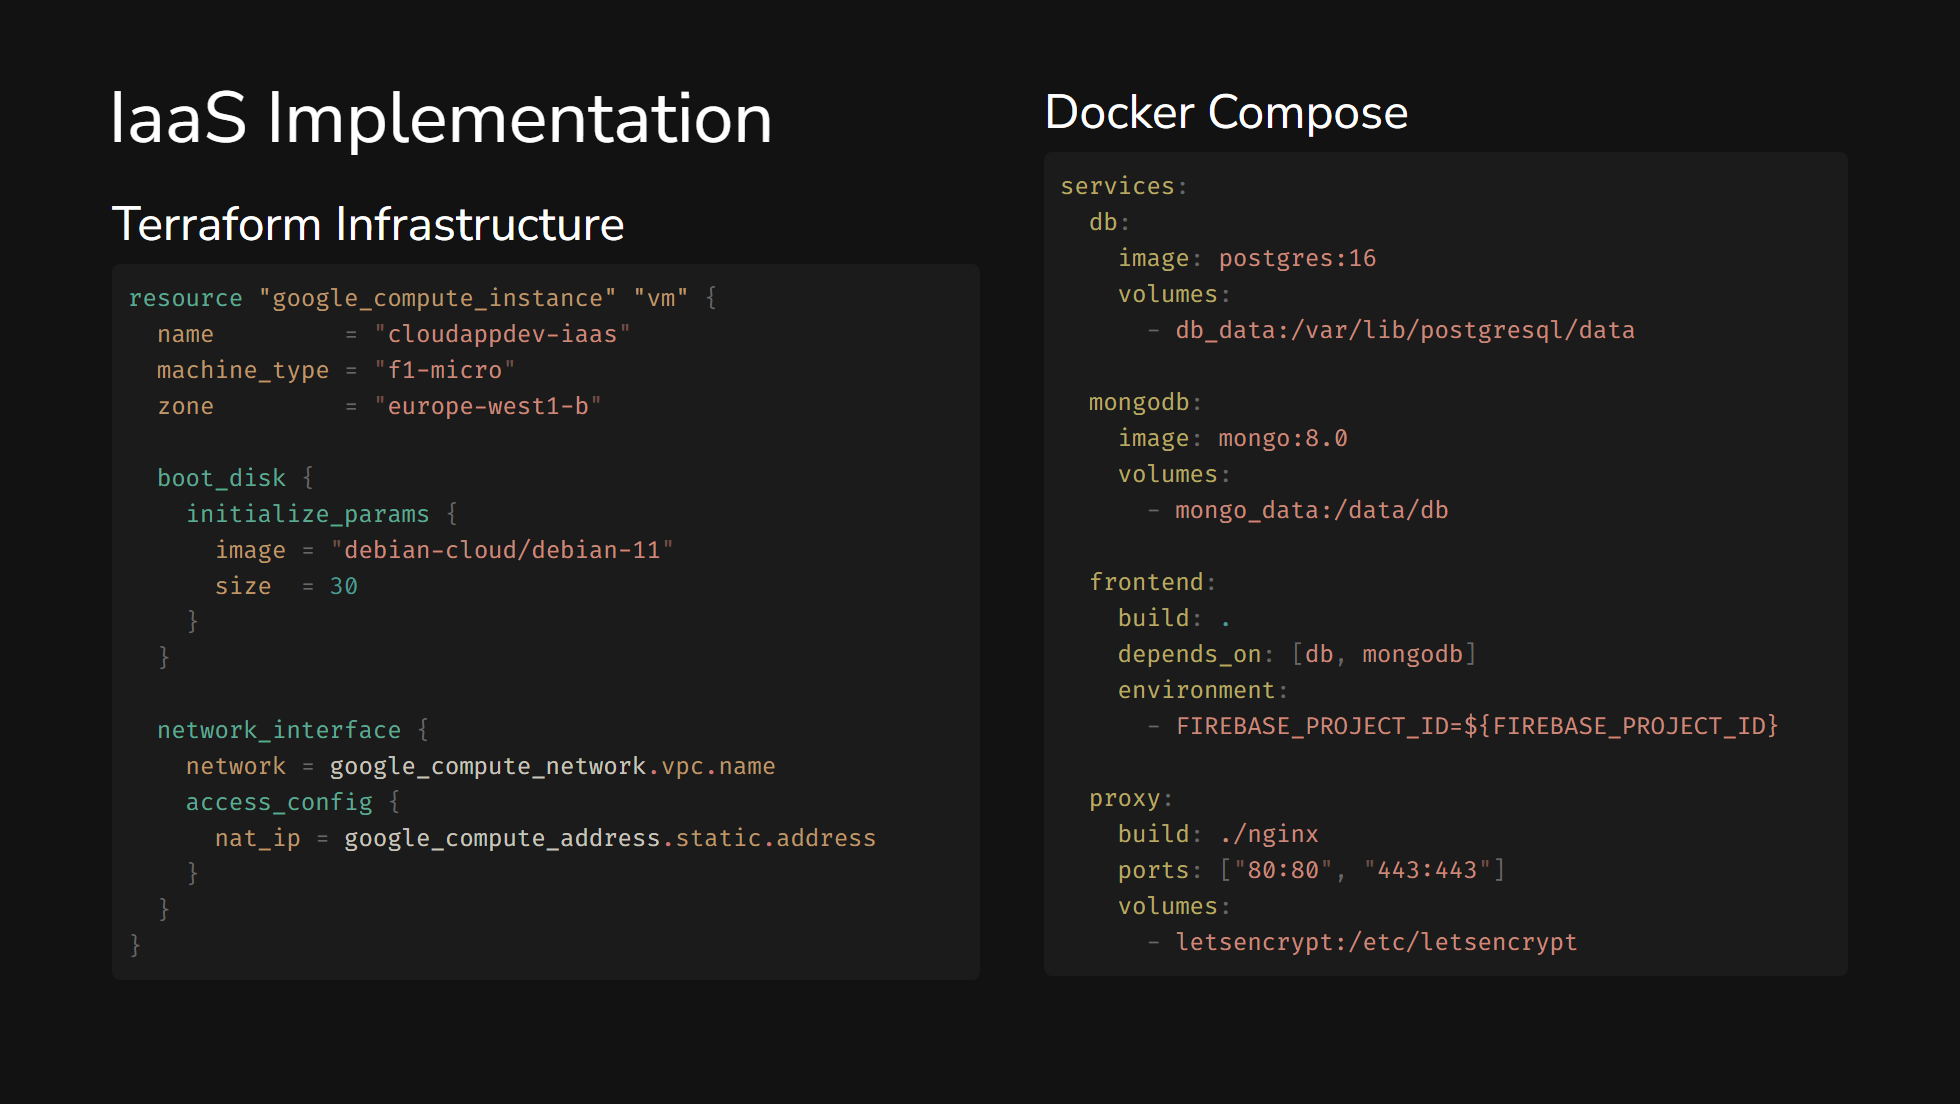 IaaS Implementation
Terraform Infrastructure
resource "google_compute_instance" "vm" {
  name         = "cloudappdev-iaas"
  machine_type = "f1-micro"
  zone         = "europe-west1-b"

  boot_disk {
    initialize_params {
      image = "debian-cloud/debian-11"
      size  = 30
    }
  }

  network_interface {
    network = google_compute_network.vpc.name
    access_config {
      nat_ip = google_compute_address.static.address
    }
  }
}
Docker Compose
services:
  db:
    image: postgres:16
    volumes:
      - db_data:/var/lib/postgresql/data

  mongodb:
    image: mongo:8.0
    volumes:
      - mongo_data:/data/db

  frontend:
    build: .
    depends_on: [db, mongodb]
    environment:
      - FIREBASE_PROJECT_ID=${FIREBASE_PROJECT_ID}

  proxy:
    build: ./nginx
    ports: ["80:80", "443:443"]
    volumes:
      - letsencrypt:/etc/letsencrypt